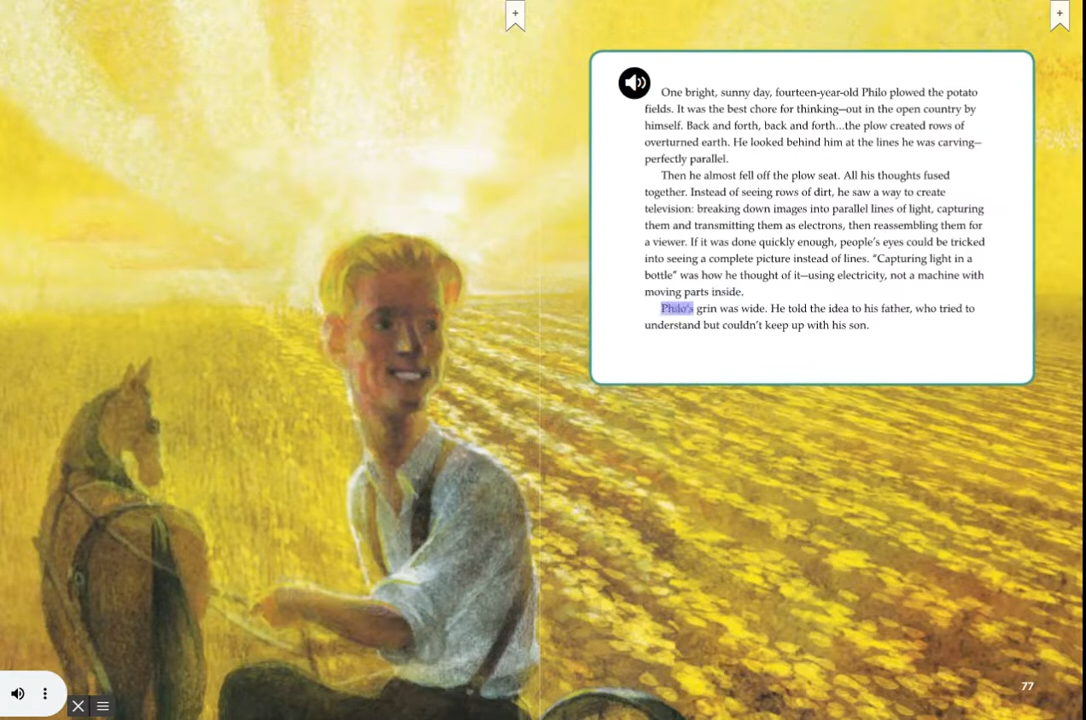 One bright, sunny day, fourteen-year-old Philo plowed the potato
fields. It was the best chore for thinking—out in the open country by
himself. Back and forth, back and forth...the plow created rows of
overturned earth. He looked behind him at the lines he was carving—
perfectly parallel.
Then he almost fell off the plow seat. All his thoughts fused
together. Instead of seeing rows of dirt, he saw a way to create
television: breaking down images into parallel lines of light, capturing
them and transmitting them as electrons, then reassembling them for
a viewer. If it was done quickly enough, people’s eyes could be tricked
into seeing a complete picture instead of lines. “Capturing light in a
bottle” was how he thought of it—using electricity, not a machine with
moving parts inside.
Philo’s grin was wide. He told the idea to his father, who tried to
understand but couldn’t keep up with his son.
77